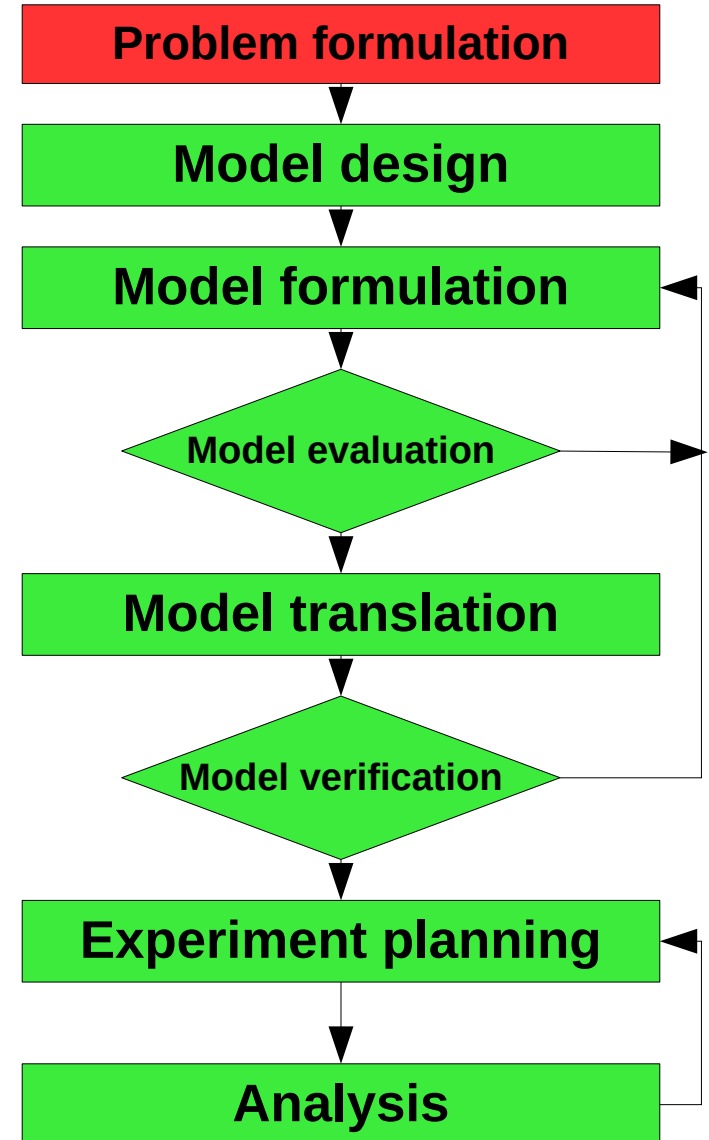 Problem formulation
Model design
Model formulation
Model evaluation
Model translation
Model verification
Experiment planning
Analysis